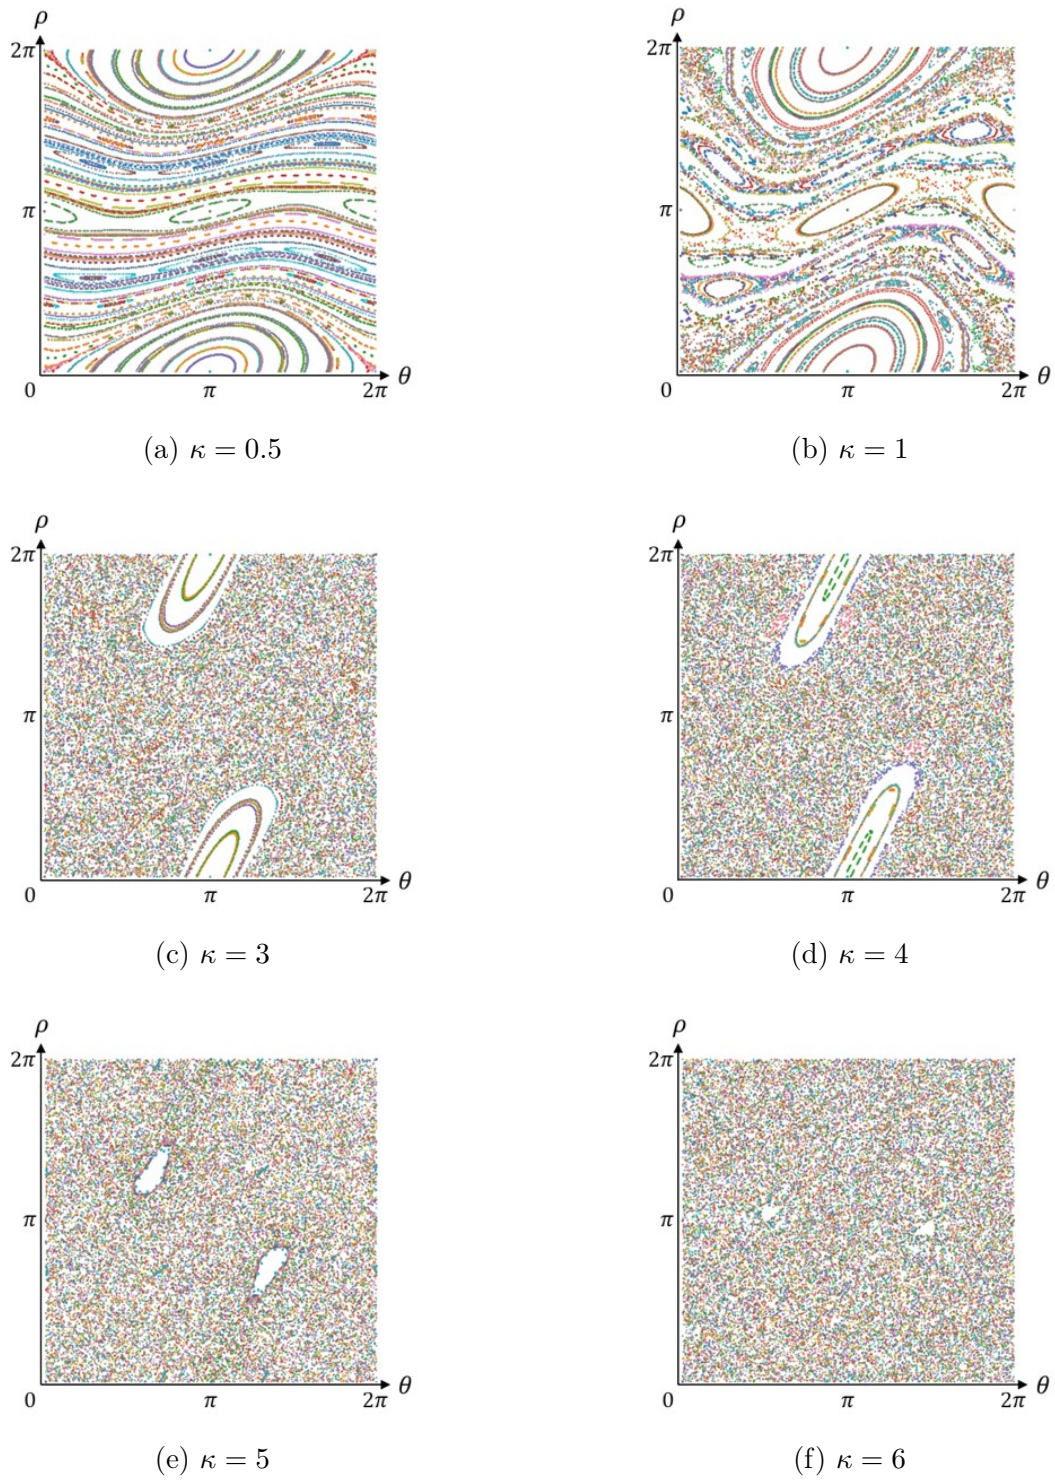 ρ ρ
2π 2π
π π
0 π 2π θ 0 π 2π θ
(a) κ = 0.5 (b) κ = 1
ρ ρ
2π 2π
π π
0 π 2π θ 0 π 2π θ
(c) κ = 3 (d) κ = 4
ρ ρ
2π 2π
π π
0 π 2π θ 0 π 2π θ
(e) κ = 5 (f) κ = 6